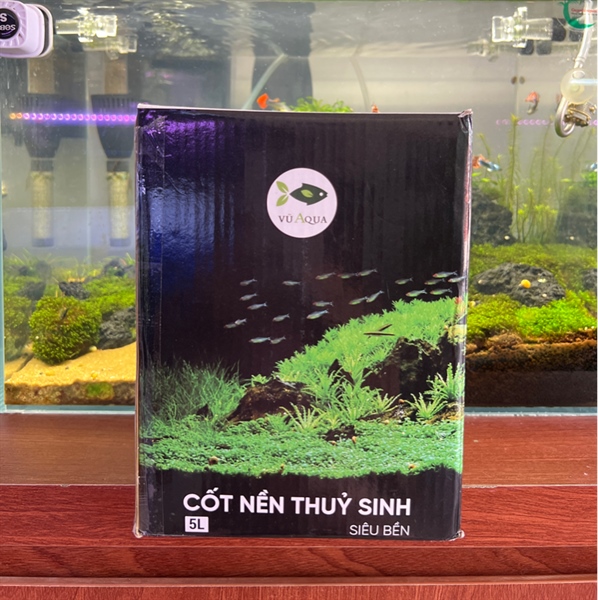 VŨ AQUA
CỐT NỀN THUỶ SINH
5L
SIÊU BỀN